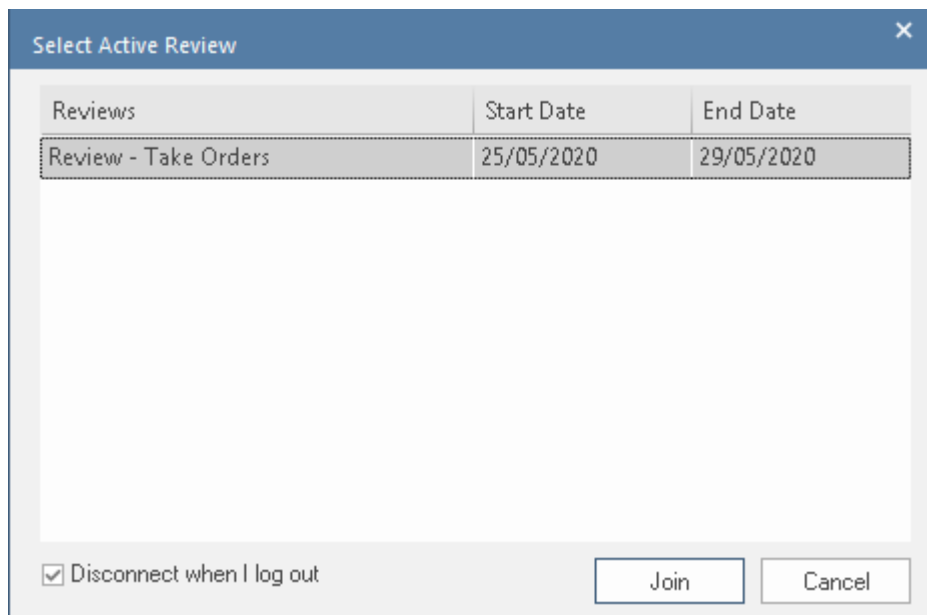 Select Active Review
Reviews Start Date End Date
Review - Take Orders 25/05/2020 29/05/2020
Disconnect when I log out Join Cancel